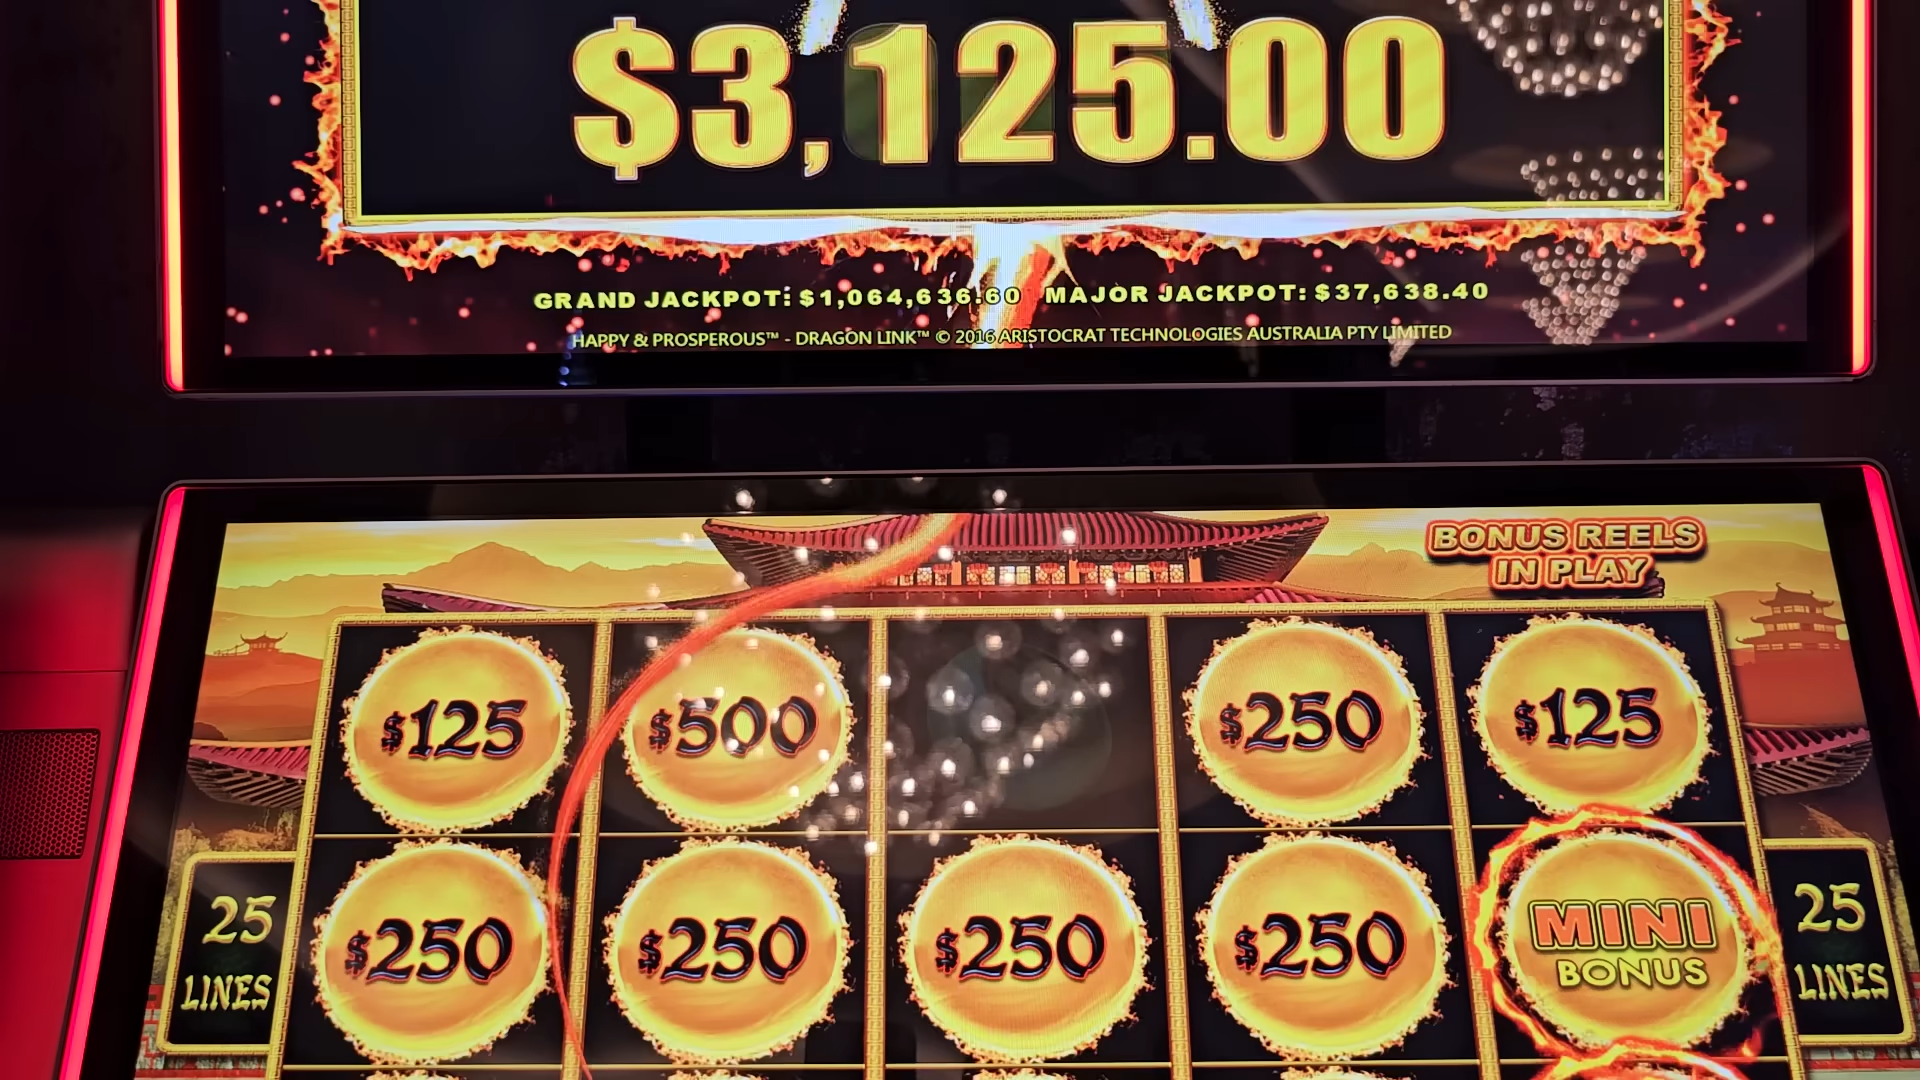 $3,125.00
GRAND JACKPOT: $1,064,636.60 MAJOR JACKPOT: $37,638.40
HAPPY & PROSPEROUS™ - DRAGON LINK™ © 2016 ARISTOCRAT TECHNOLOGIES AUSTRALIA PTY LIMITED
BONUS REELS
IN PLAY
$125 $500 $250 $125
25
LINES
$250 $250 $250 $250
MINI
BONUS
25
LINES